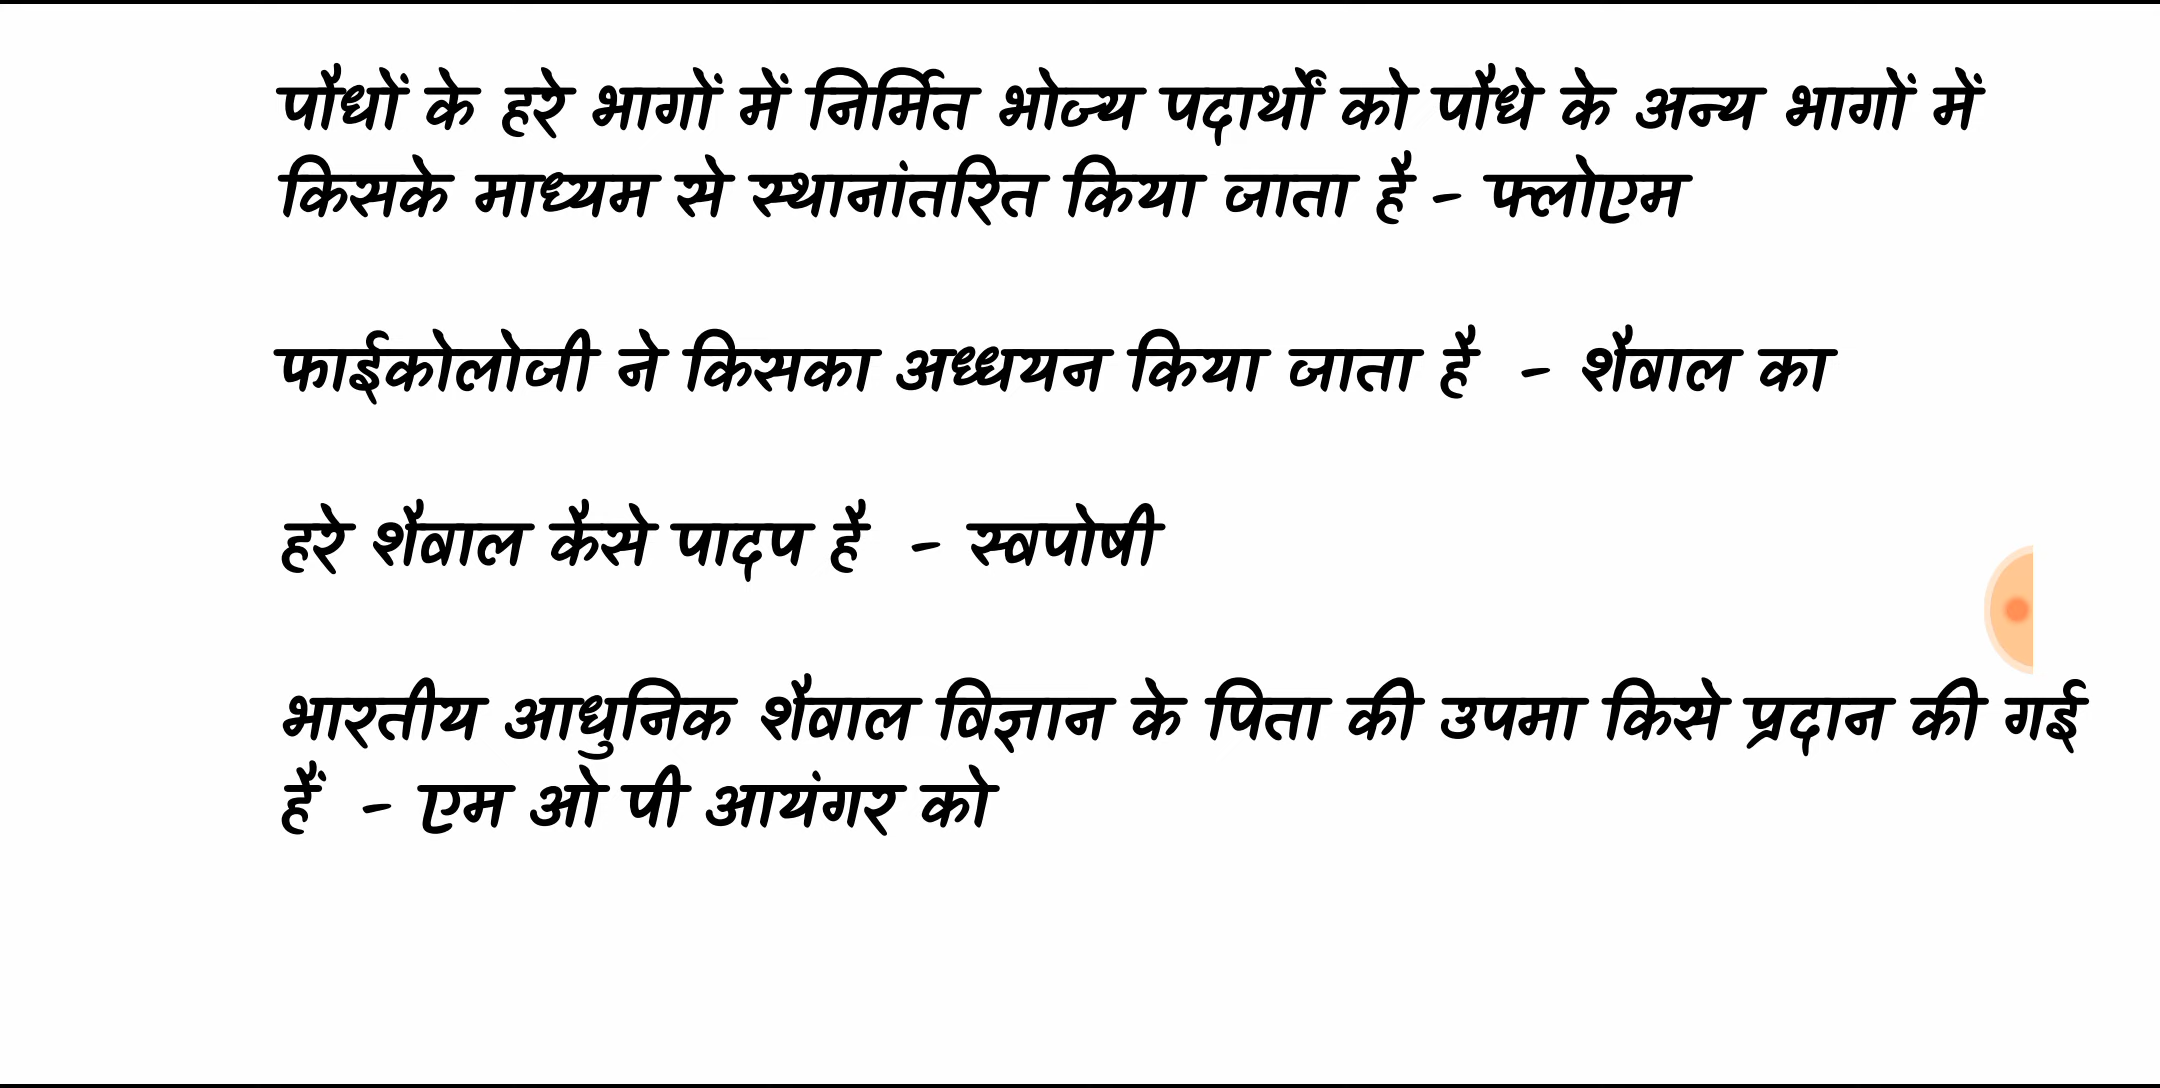 पौधों के हरे भागों में निर्मित भोज्य पदार्थों को पौधे के अन्य भागों में
किसके माध्यम से स्थानांतरित किया जाता है - फ्लोएम
फाईकोलोजी ने किसका अध्धयन किया जाता है - शैवाल का
हरे शैवाल कैसे पादप है - स्वपोषी
भारतीय आधुनिक शैवाल विज्ञान के पिता की उपमा किसे प्रदान की गई
हैं - एम ओ पी आयंगर को